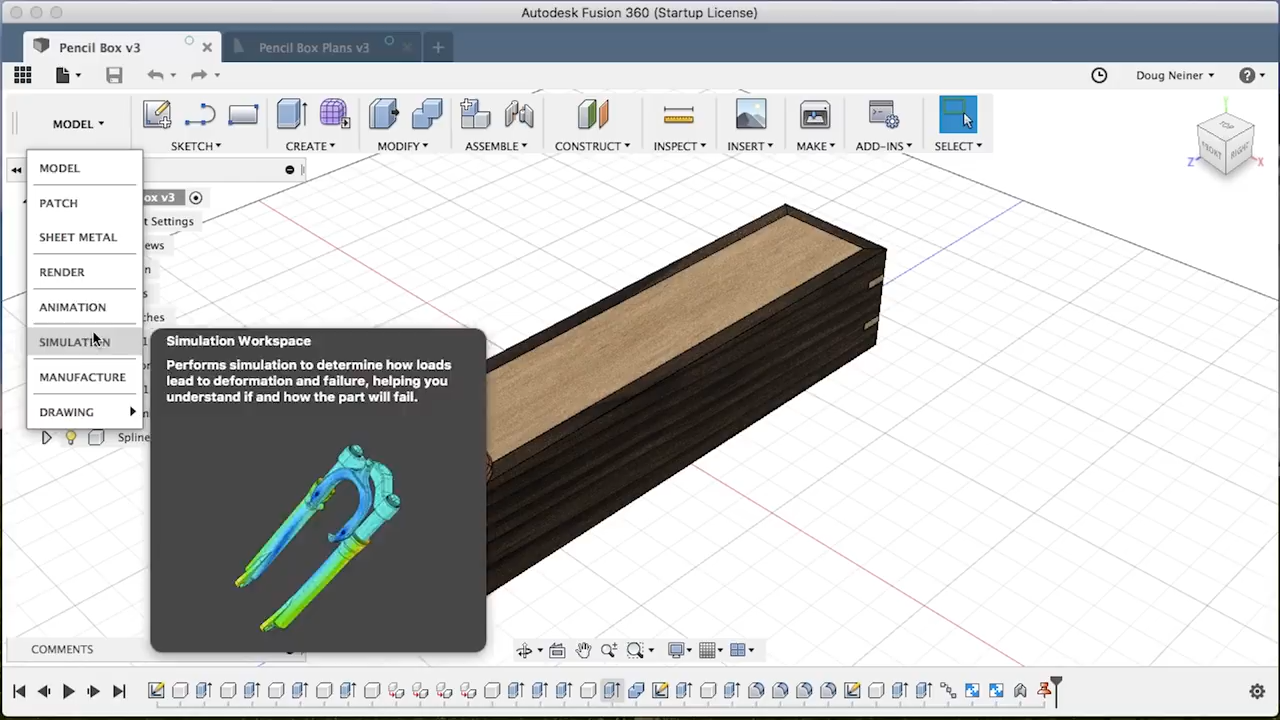 Autodesk Fusion 360 (Startup License)
Pencil Box v3
Pencil Box Plans v3
Doug Neiner
MODEL
SKETCH
CREATE
MODIFY
ASSEMBLE
CONSTRUCT
INSPECT
INSERT
MAKE
ADD-INS
SELECT
TOP
FRONT
RIGHT
Z
X
Y
MODEL
PATCH
SHEET METAL
RENDER
ANIMATION
SIMULATION
MANUFACTURE
DRAWING
ox v3
t Settings
ews
n
s
ches
Spline
Simulation Workspace
Performs simulation to determine how loads
lead to deformation and failure, helping you
understand if and how the part will fail.
COMMENTS